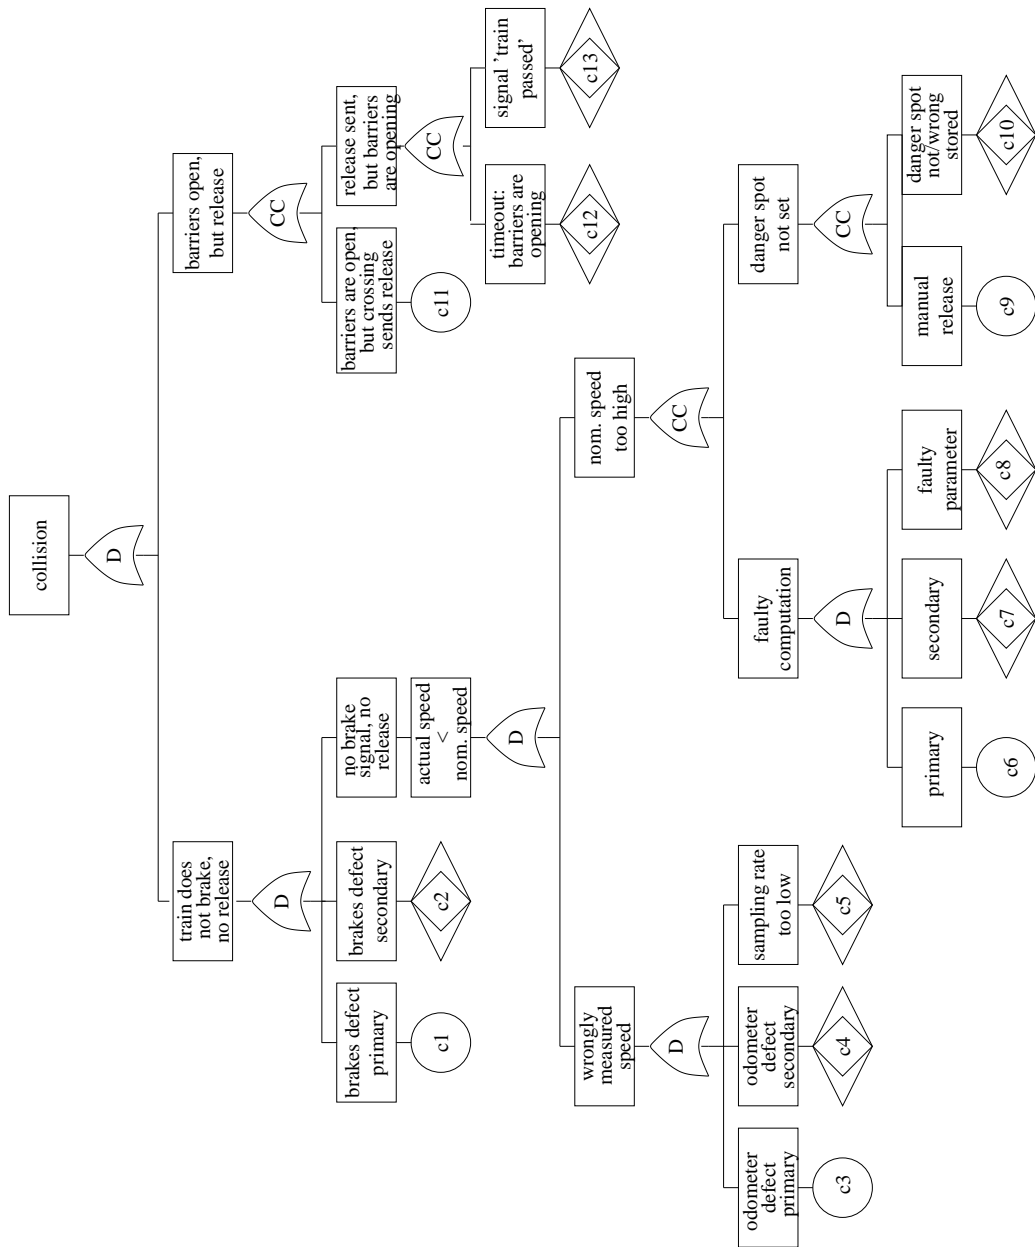 collision
D
train does
not brake,
no release
barriers open,
but release
D
CC
brakes defect
primary
brakes defect
secondary
no brake
signal, no
release
barriers are open,
but crossing
sends release
release sent,
but barriers
are opening
c1
c2
actual speed
<
nom. speed
c11
CC
D
timeout:
barriers are
opening
signal 'train
passed'
c12
c13
wrongly
measured
speed
nom. speed
too high
D
CC
odometer
defect
primary
odometer
defect
secondary
sampling rate
too low
faulty
computation
danger spot
not set
c3
c4
c5
D
CC
primary
secondary
faulty
parameter
manual
release
danger spot
not/wrong
stored
c6
c7
c8
c9
c10